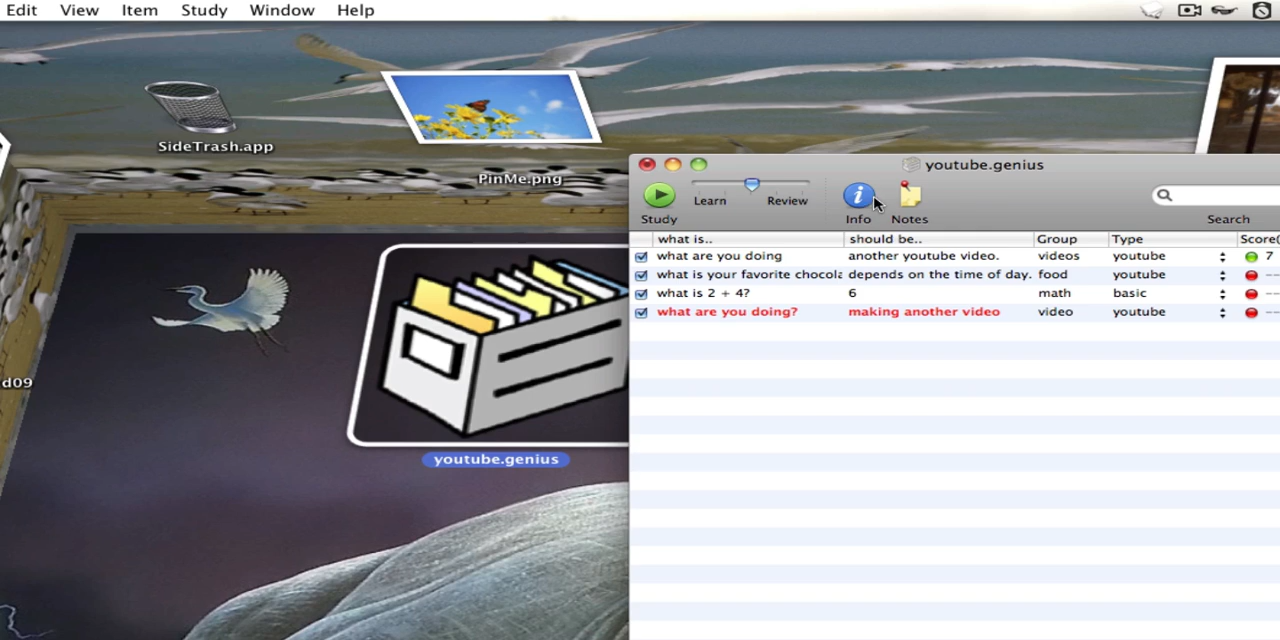 Edit View Item Study Window Help
SideTrash.app
PinMe.png
d09
youtube.genius
youtube.genius
Learn Review
Study Info Notes Search
what is.. should be.. Group Type Score(
what are you doing another youtube video. videos youtube 7
what is your favorite chocola depends on the time of day. food youtube --
what is 2 + 4? 6 math basic --
what are you doing? making another video video youtube --